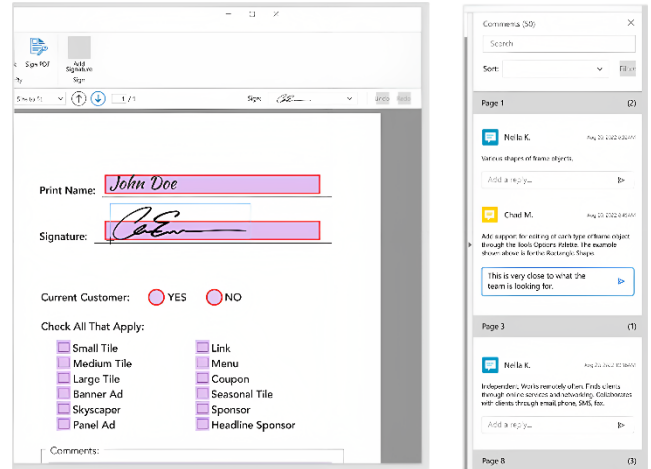 Sign PDF
Add
Signature
Sign
1 / 1
Sign:
Undo
Print Name: John Doe
Signature:
Current Customer: YES NO
Check All That Apply:
Small Tile Link
Medium Tile Menu
Large Tile Coupon
Banner Ad Seasonal Tile
Skyscaper Sponsor
Panel Ad Headline Sponsor
Comments:
Comments (50)
Search
Sort: Filter
Page 1 (2)
Neila K.
Various shapes of frame objects.
Add a reply...
Chad M.
Add support for editing of each type of frame object
through the Tools Options Palette. The example
shown above is for the Rectangle Shape.
This is very close to what the
team is looking for.
Page 3 (1)
Neila K.
Independent. Works remotely often. Finds clients
through online services and networking. Collaborates
with clients through email, phone, SMS, fax.
Add a reply...
Page 8 (3)